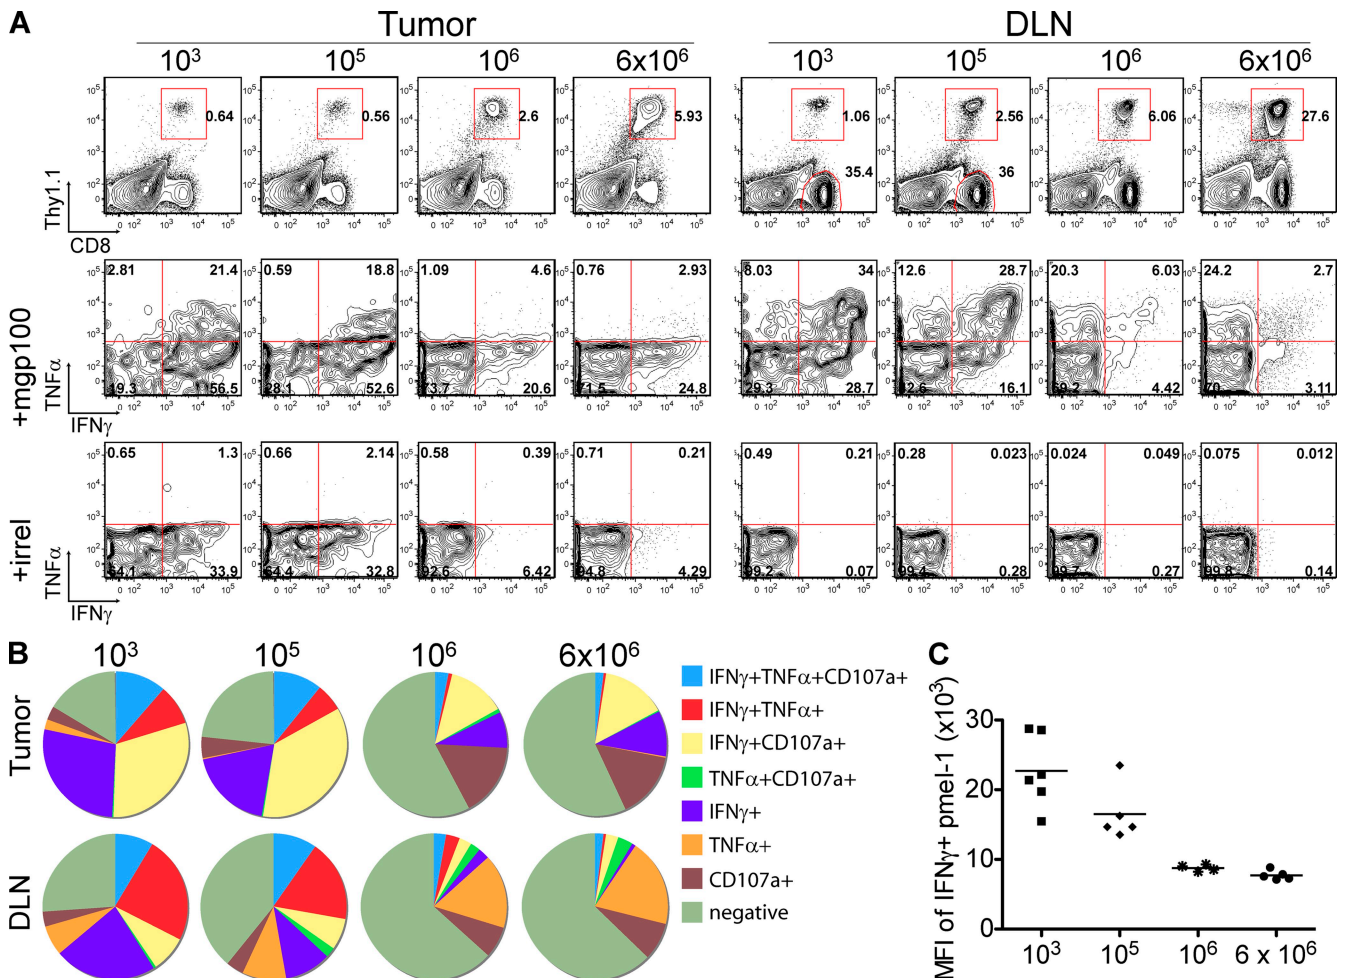 A
Tumor DLN
10³ 10⁵ 10⁶ 6x10⁶ 10³ 10⁵ 10⁶ 6x10⁶
0.64 0.56 2.6 5.93 1.06 2.56 6.06 27.6
35.4 36
Thy1.1
CD8
2.81 21.4 0.59 18.8 1.09 4.6 0.76 2.93 8.03 34 12.6 28.7 20.3 6.03 24.2 2.7
+mgp100
TNFα
19.3 56.5 28.1 52.6 73.7 20.6 71.5 24.8 29.3 28.7 16.1 69.2 4.42 70 3.11
IFNγ
0.65 1.3 0.66 2.14 0.58 0.39 0.71 0.21 0.49 0.21 0.28 0.023 0.024 0.049 0.075 0.012
+irrel
TNFα
64.1 33.9 64.4 32.8 92.6 6.42 94.8 4.29 99.2 0.07 99.4 0.28 99.7 0.27 99.8 0.14
IFNγ
B
10³ 10⁵ 10⁶ 6x10⁶
Tumor
DLN
IFNγ+TNFα+CD107a+
IFNγ+TNFα+
IFNγ+CD107a+
TNFα+CD107a+
IFNγ+
TNFα+
CD107a+
negative
C
MFI of IFNγ+ pmel-1 (x10³)
30
20
10
0
10³ 10⁵ 10⁶ 6 x 10⁶